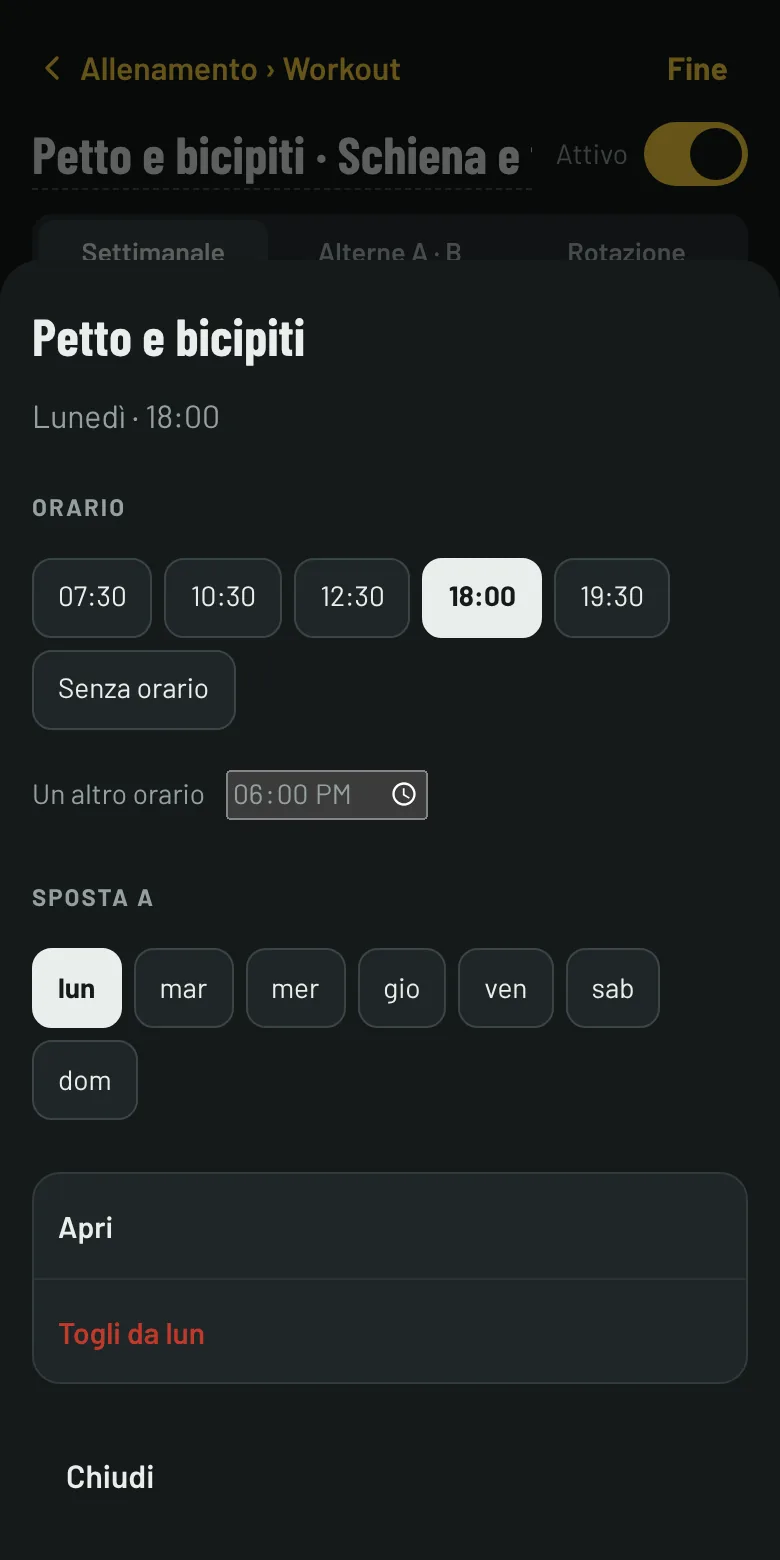 Allenamento › Workout
Fine
Petto e bicipiti · Schiena e
Attivo
Settimanale
Alterne A · B
Rotazione
Petto e bicipiti
Lunedì · 18:00
ORARIO
07:30
10:30
12:30
18:00
19:30
Senza orario
Un altro orario
06:00 PM
SPOSTA A
lun
mar
mer
gio
ven
sab
dom
Apri
Togli da lun
Chiudi